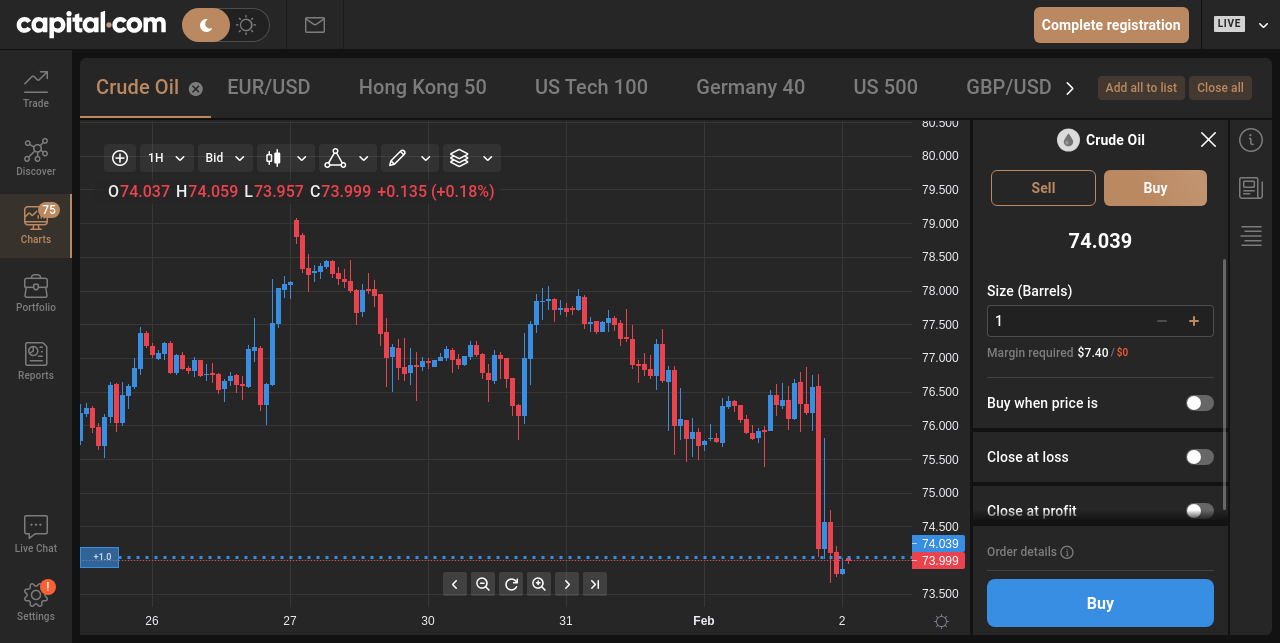 capital.com
Complete registration
LIVE
Trade
Discover
75
Charts
Portfolio
Reports
Live Chat
!
Settings
Crude Oil
EUR/USD
Hong Kong 50
US Tech 100
Germany 40
US 500
GBP/USD
Add all to list
Close all
1H
Bid
O74.037 H74.059 L73.957 C73.999 +0.135 (+0.18%)
80.500
80.000
79.500
79.000
78.500
78.000
77.500
77.000
76.500
76.000
75.500
75.000
74.500
74.039
73.999
73.500
+1.0
26
27
30
31
Feb
2
Crude Oil
Sell
Buy
74.039
Size (Barrels)
1
Margin required $7.40 / $0
Buy when price is
Close at loss
Close at profit
Order details
Buy